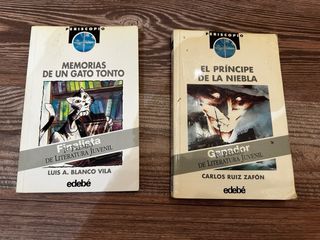 PERISCOPIO
MEMORIAS
DE UN GATO TONTO
Finalista
DE LITERATURA JUVENIL
LUIS A. BLANCO VILA
edebé
PERISCOPIO
EL PRÍNCIPE
DE LA NIEBLA
Ganador
DE LITERATURA JUVENIL
CARLOS RUIZ ZAFÓN
edebé